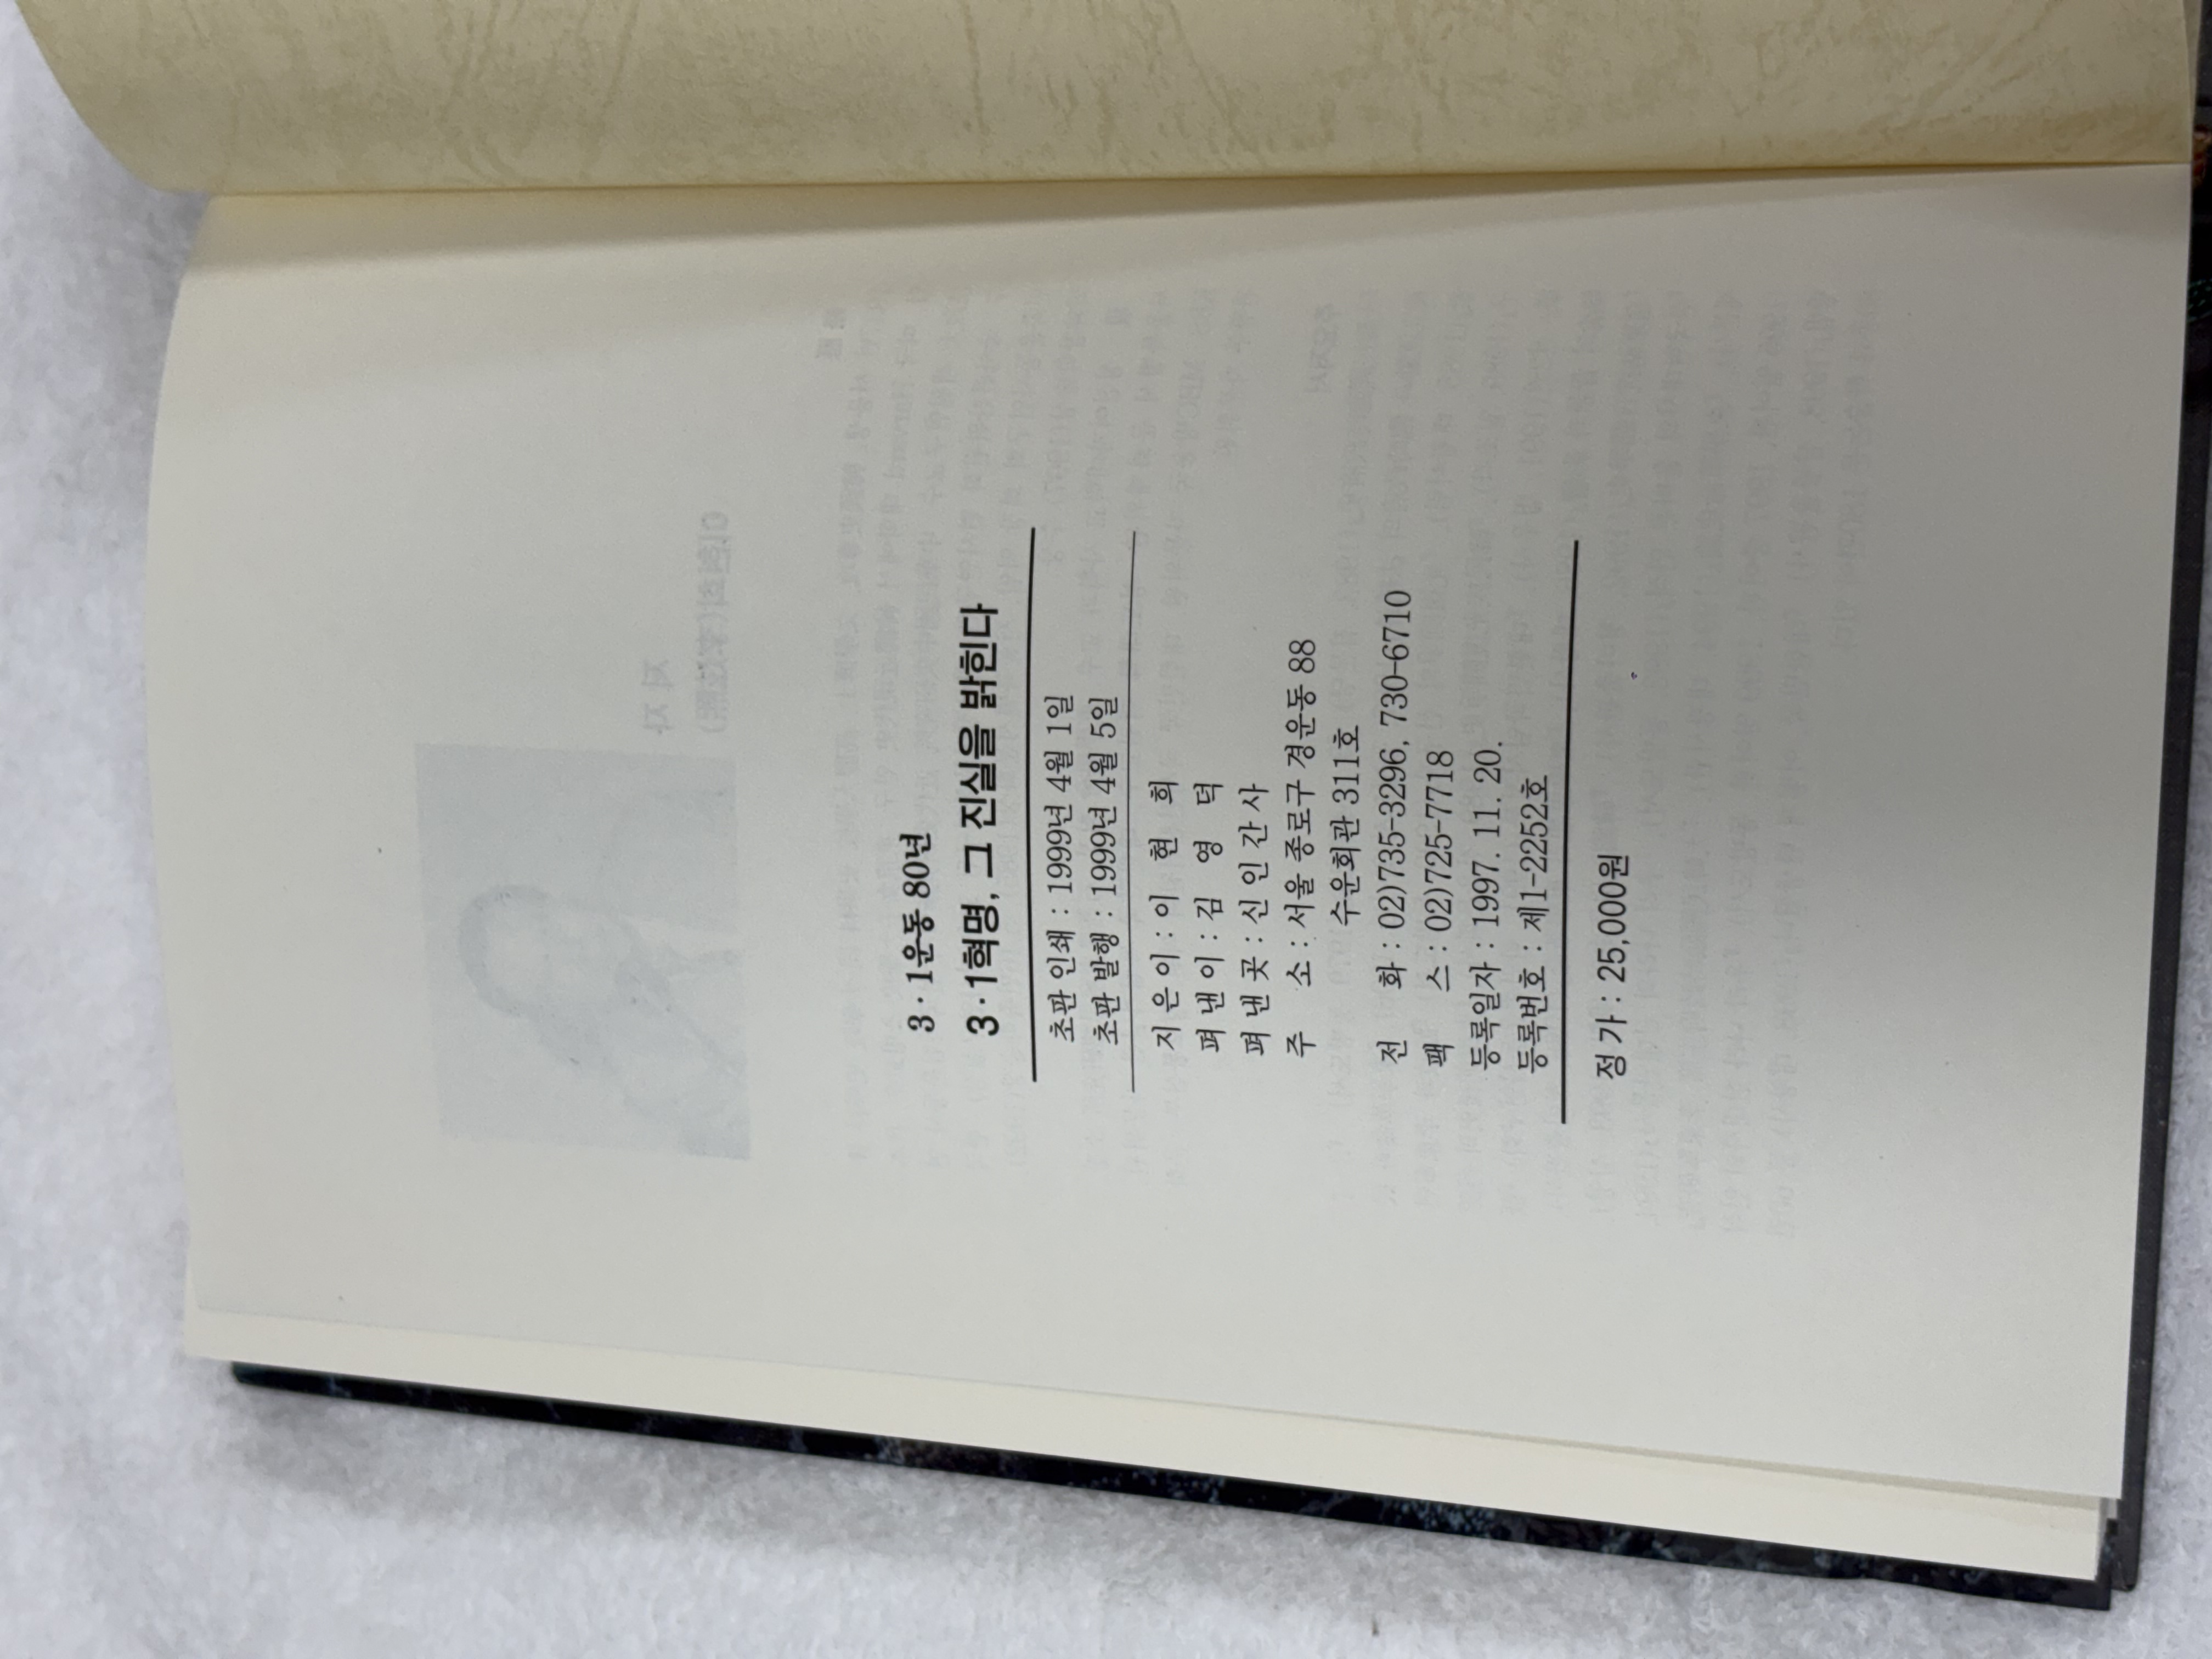 3·1운동 80년
3·1혁명, 그 진실을 밝힌다
초판 인쇄 : 1999년 4월 1일
초판 발행 : 1999년 4월 5일
지은이 : 이 현 희
펴낸이 : 김 영 덕
펴낸곳 : 신인간사
주 소 : 서울 종로구 경운동 88
수운회관 311호
전 화 : 02)735-3296, 730-6710
팩 스 : 02)725-7718
등록일자 : 1997. 11. 20.
등록번호 : 제1-2252호
정가 : 25,000원